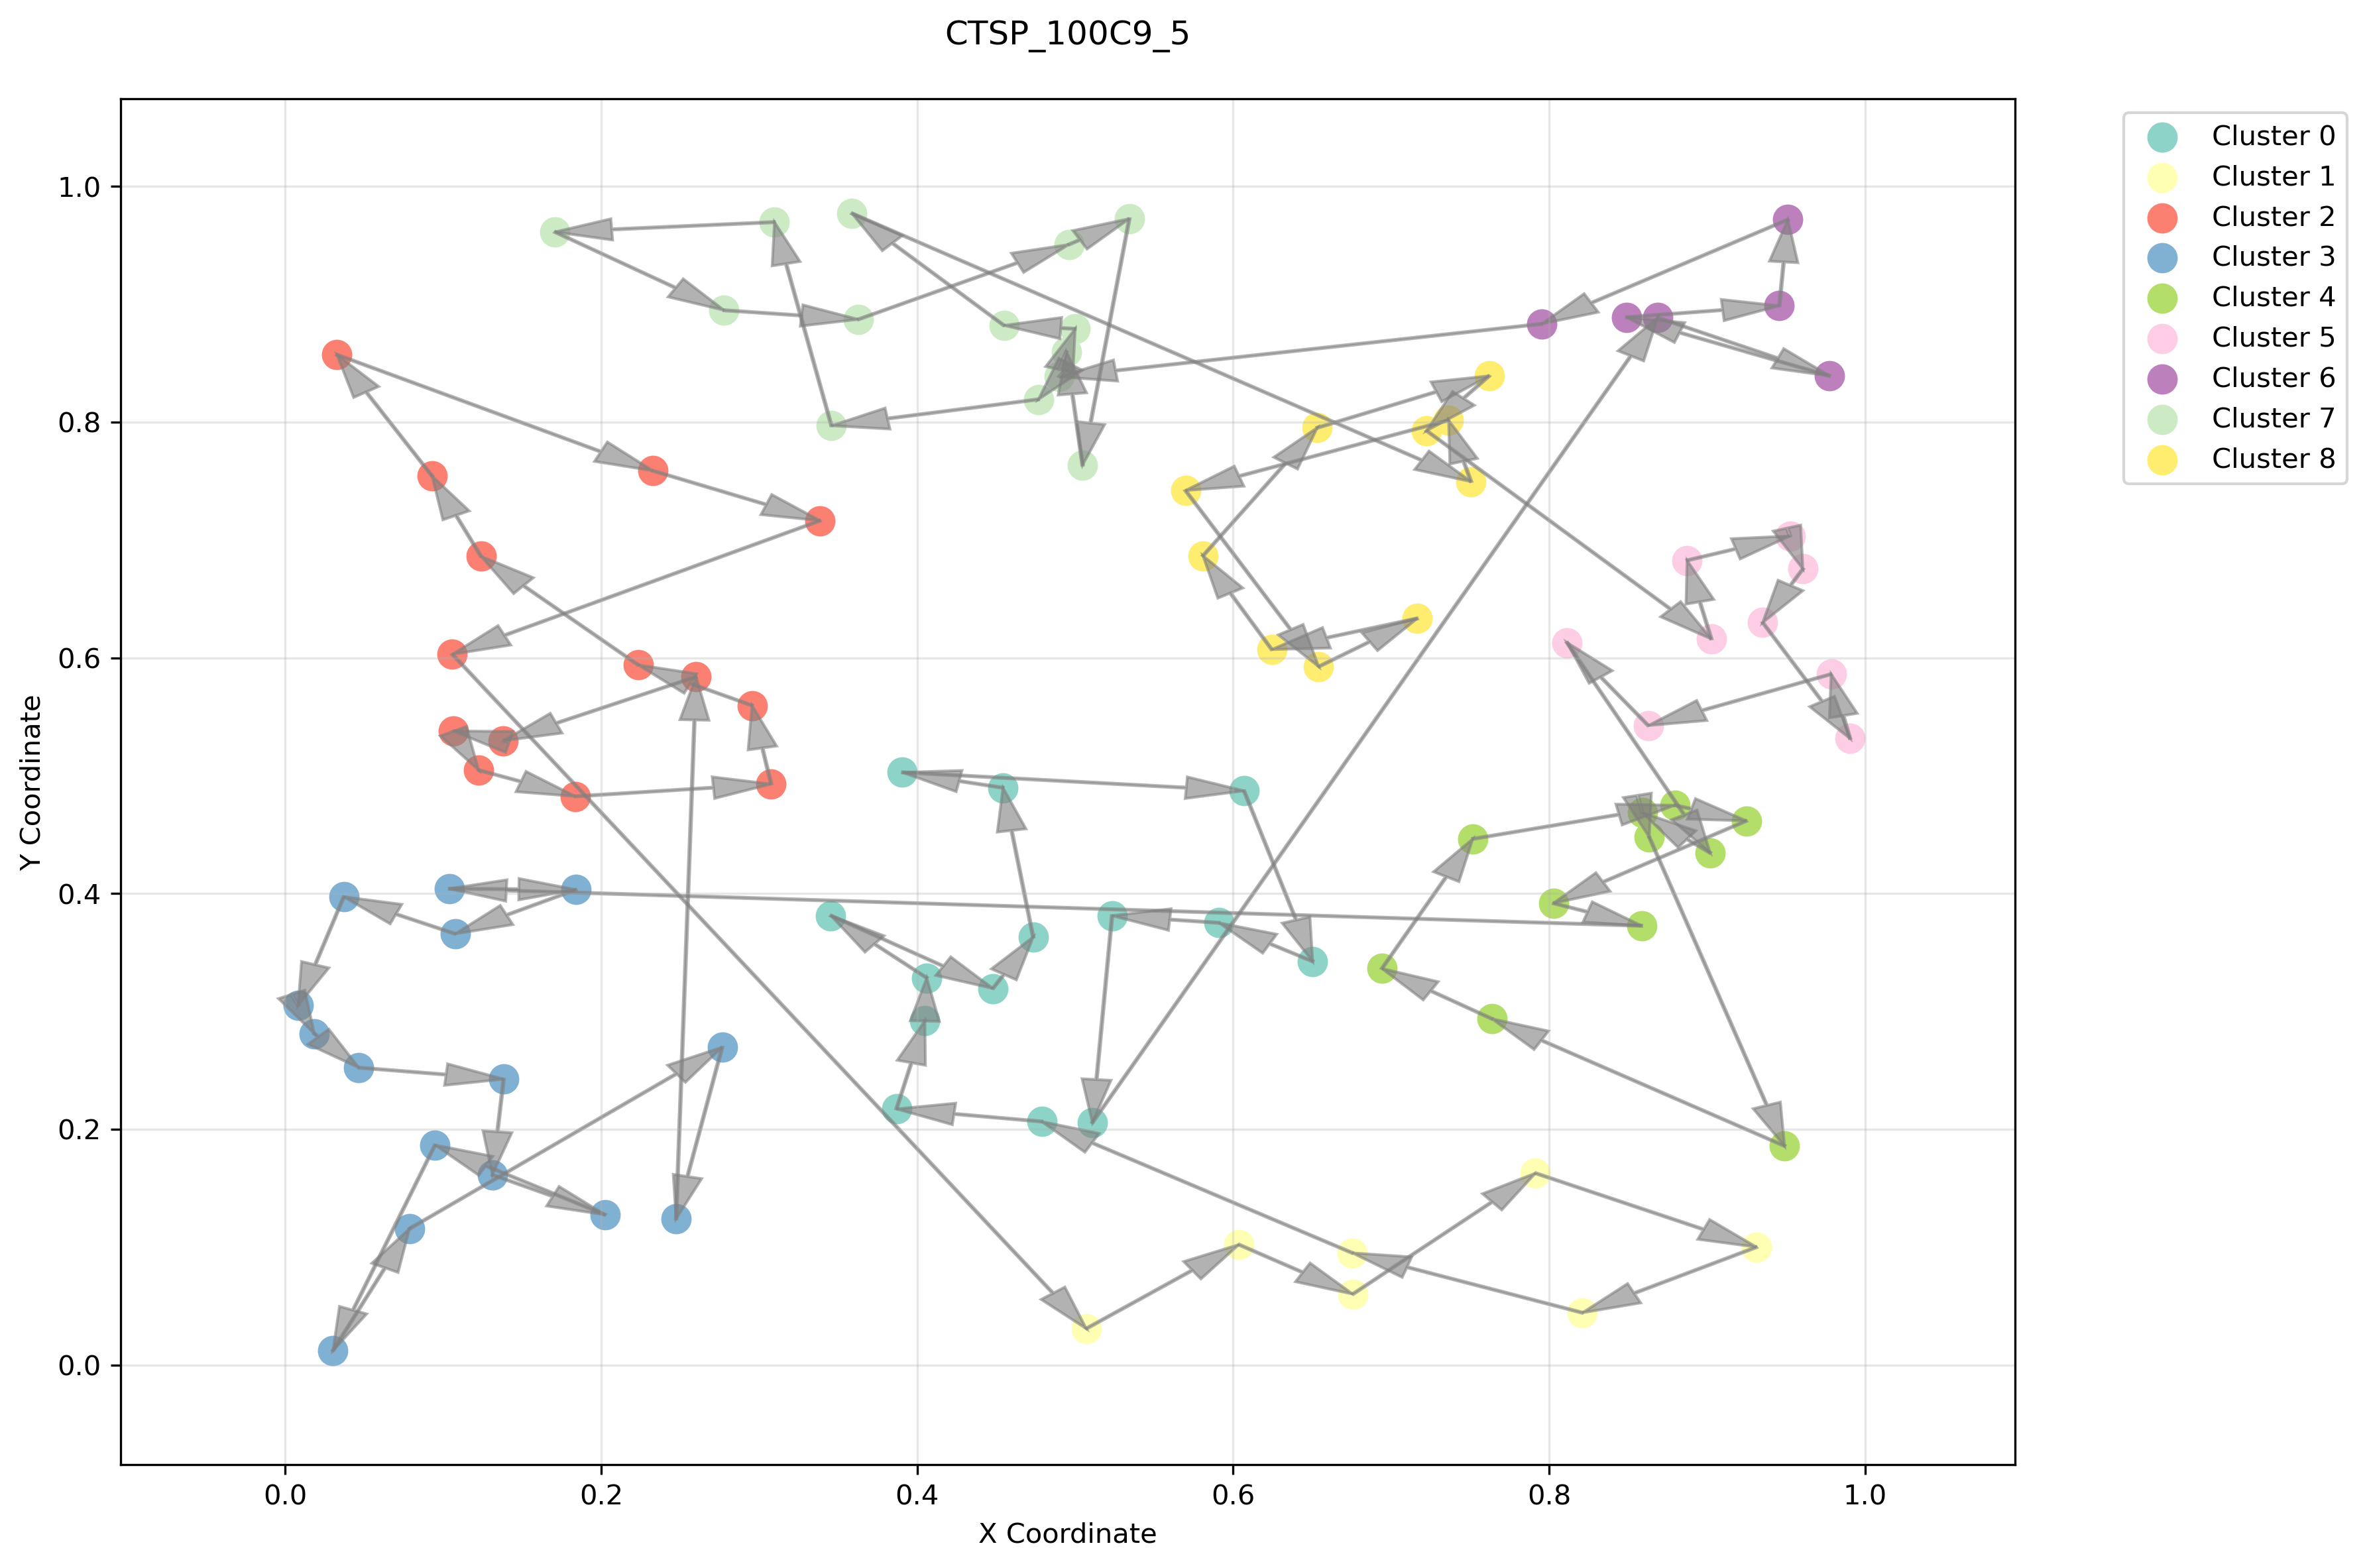 CTSP_100C9_5
Cluster 0
Cluster 1
Cluster 2
Cluster 3
Cluster 4
Cluster 5
Cluster 6
Cluster 7
Cluster 8
Y Coordinate
1.0
0.8
0.6
0.4
0.2
0.0
0.0 0.2 0.4 0.6 0.8 1.0
X Coordinate